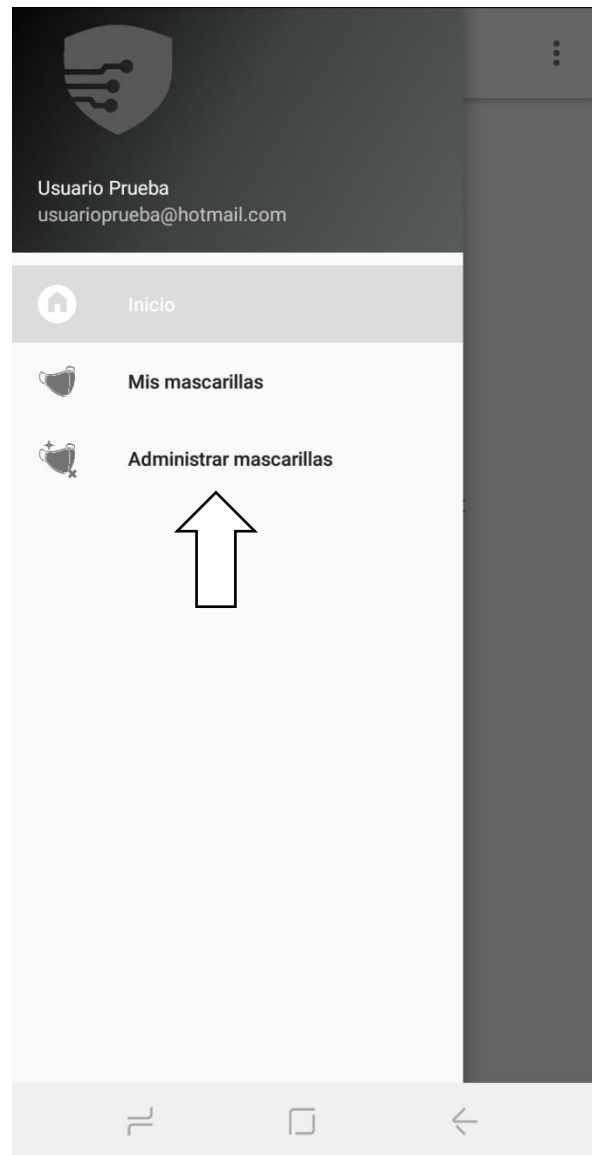 Usuario Prueba
usuarioprueba@hotmail.com
Inicio
Mis mascarillas
Administrar mascarillas